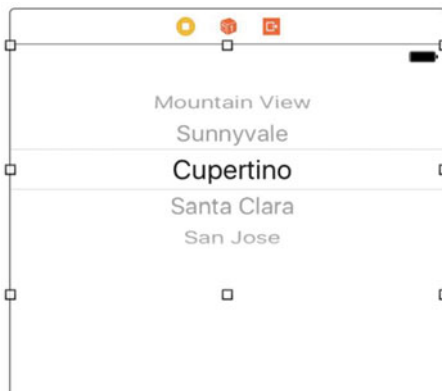 Mountain View
Sunnyvale
Cupertino
Santa Clara
San Jose